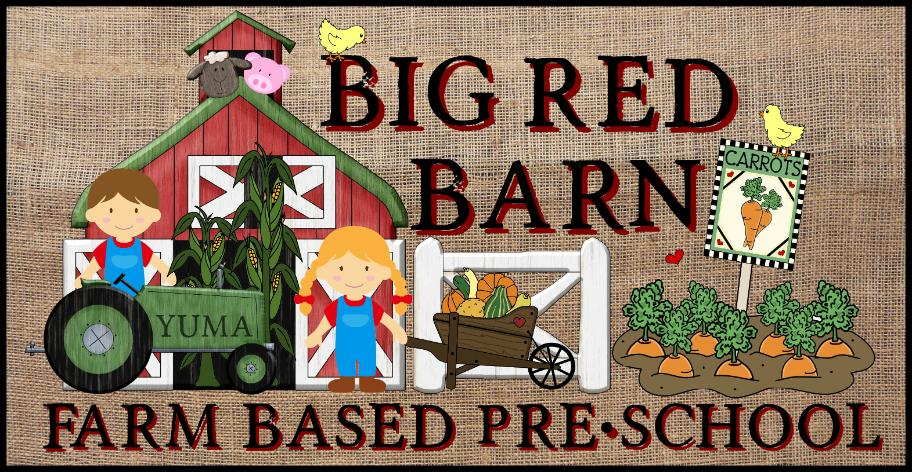 BIG RED
BARN
CARROTS
YUMA
FARM BASED PRE•SCHOOL